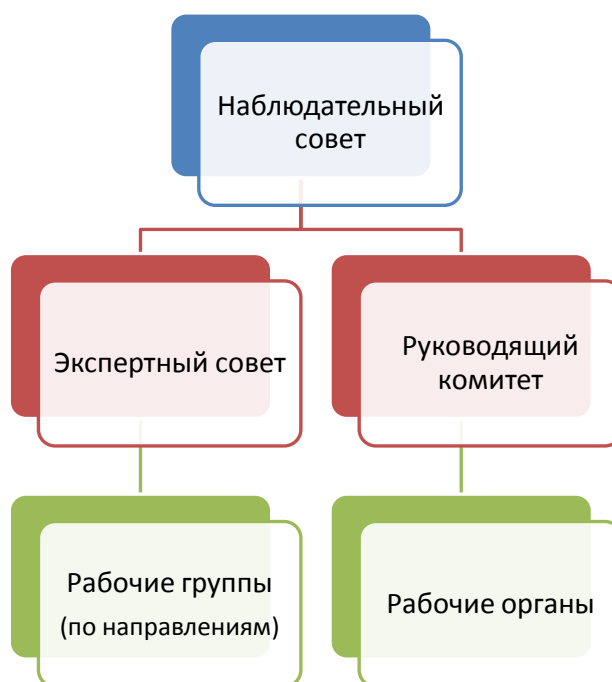 Наблюдательный
совет
Экспертный совет
Руководящий
комитет
Рабочие группы
(по направлениям)
Рабочие органы